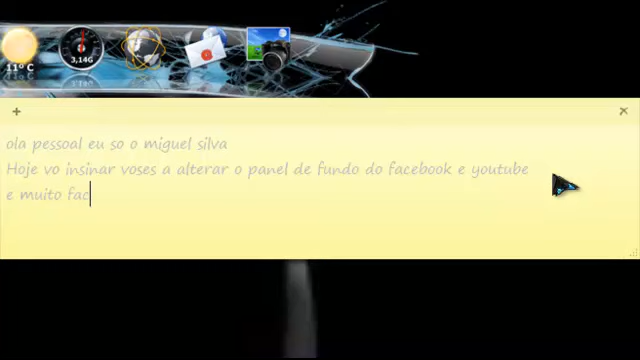 11° C
3,14G
ola pessoal eu so o miguel silva
Hoje vo insinar voses a alterar o panel de fundo do facebook e youtube
e muito fac